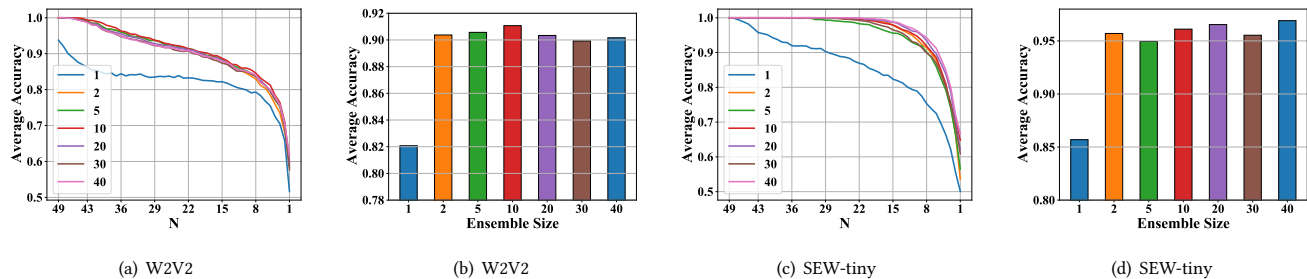 Average Accuracy
1.0
0.9
0.8
0.7
0.6
0.5
1
2
5
10
20
30
40
49 43 36 29 22 15 8 1
N
(a) W2V2
Average Accuracy
0.92
0.90
0.88
0.86
0.84
0.82
0.80
0.78
1 2 5 10 20 30 40
Ensemble Size
(b) W2V2
Average Accuracy
1.0
0.9
0.8
0.7
0.6
0.5
1
2
5
10
20
30
40
49 43 36 29 22 15 8 1
N
(c) SEW-tiny
Average Accuracy
0.95
0.90
0.85
0.80
1 2 5 10 20 30 40
Ensemble Size
(d) SEW-tiny